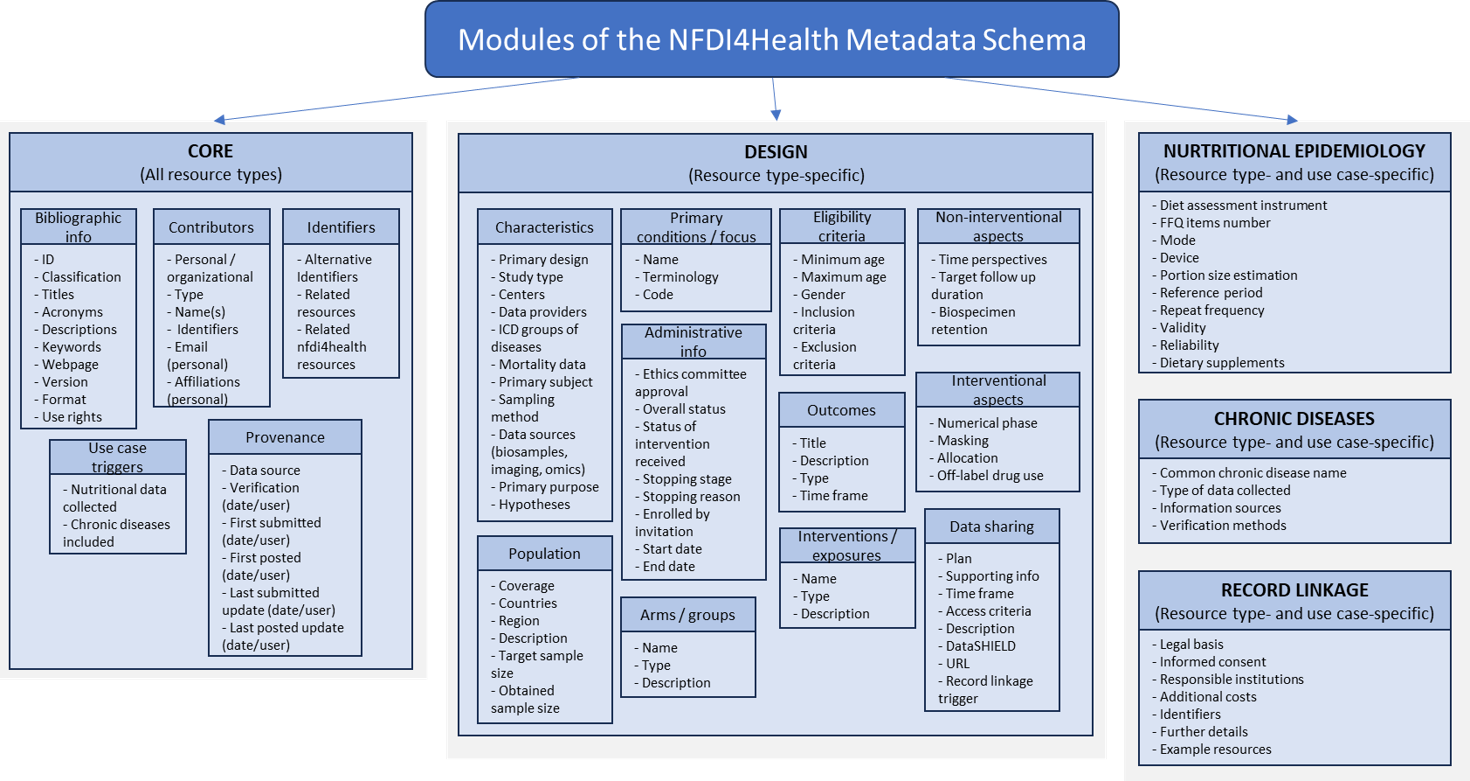 Modules of the NFDI4Health Metadata Schema
CORE
(All resource types)
Bibliographic
info
- ID
- Classification
- Titles
- Acronyms
- Descriptions
- Keywords
- Webpage
- Version
- Format
- Use rights
Contributors
- Personal /
organizational
- Type
- Name(s)
- Identifiers
- Email
(personal)
- Affiliations
(personal)
Identifiers
- Alternative
Identifiers
- Related
resources
- Related
nfdi4health
resources
Use case
triggers
- Nutritional data
collected
- Chronic diseases
included
Provenance
- Data source
- Verification
(date/user)
- First submitted
(date/user)
- First posted
(date/user)
- Last submitted
update (date/user)
- Last posted update
(date/user)
DESIGN
(Resource type-specific)
Characteristics
- Primary design
- Study type
- Centers
- Data providers
- ICD groups of
diseases
- Mortality data
- Primary subject
- Sampling
method
- Data sources
(biosamples,
imaging, omics)
- Primary purpose
- Hypotheses
Population
- Coverage
- Countries
- Region
- Description
- Target sample
size
- Obtained
sample size
Primary
conditions / focus
- Name
- Terminology
- Code
Administrative
info
- Ethics committee
approval
- Overall status
- Status of
intervention
received
- Stopping stage
- Stopping reason
- Enrolled by
invitation
- Start date
- End date
Arms / groups
- Name
- Type
- Description
Eligibility
criteria
- Minimum age
- Maximum age
- Gender
- Inclusion
criteria
- Exclusion
criteria
Outcomes
- Title
- Description
- Type
- Time frame
Interventions /
exposures
- Name
- Type
- Description
Non-interventional
aspects
- Time perspectives
- Target follow up
duration
- Biospecimen
retention
Interventional
aspects
- Numerical phase
- Masking
- Allocation
- Off-label drug use
Data sharing
- Plan
- Supporting info
- Time frame
- Access criteria
- Description
- DataSHIELD
- URL
- Record linkage
trigger
NURTRITIONAL EPIDEMIOLOGY
(Resource type- and use case-specific)
- Diet assessment instrument
- FFQ items number
- Mode
- Device
- Portion size estimation
- Reference period
- Repeat frequency
- Validity
- Reliability
- Dietary supplements
CHRONIC DISEASES
(Resource type- and use case-specific)
- Common chronic disease name
- Type of data collected
- Information sources
- Verification methods
RECORD LINKAGE
(Resource type- and use case-specific)
- Legal basis
- Informed consent
- Responsible institutions
- Additional costs
- Identifiers
- Further details
- Example resources